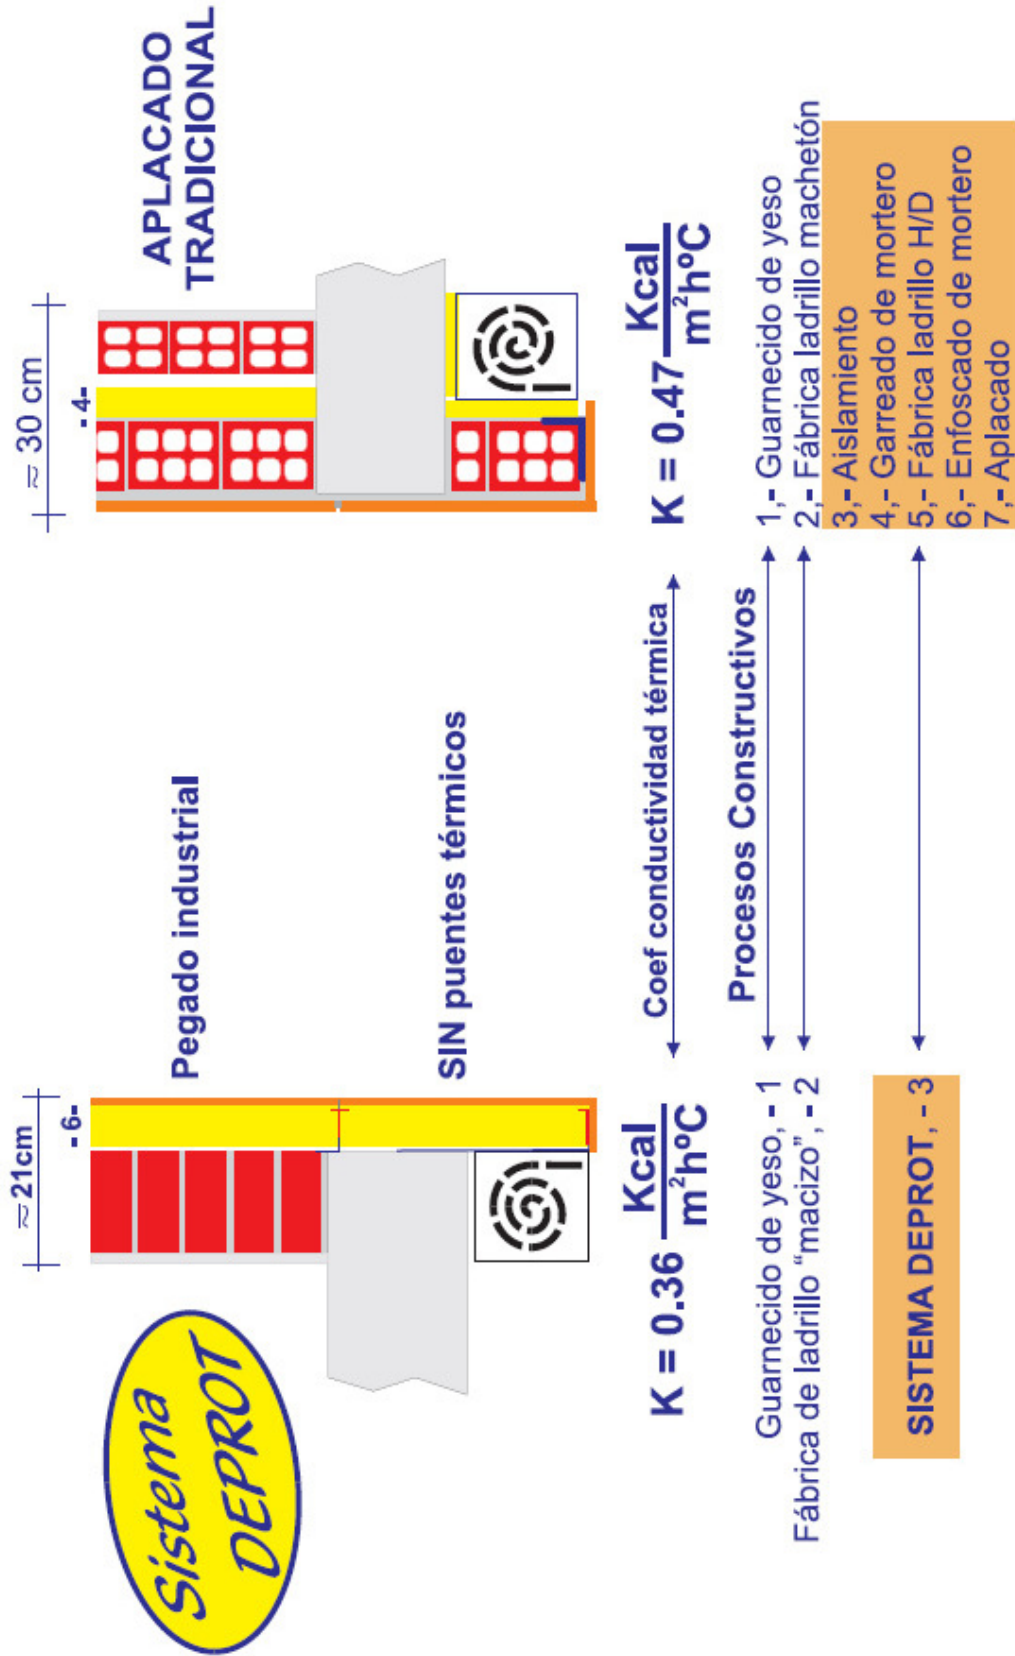 Sistema
DEPROT
≈ 21cm
- 6-
Pegado industrial
SIN puentes térmicos
≈ 30 cm
- 4-
APLACADO
TRADICIONAL
K = 0.36 Kcal
m²hºC
Coef conductividad térmica
K = 0.47 Kcal
m²hºC
Procesos Constructivos
Guarnecido de yeso, - 1
Fábrica de ladrillo “macizo”, - 2
SISTEMA DEPROT, - 3
1,- Guarnecido de yeso
2,- Fábrica ladrillo machetón
3,- Aislamiento
4,- Garreado de mortero
5,- Fábrica ladrillo H/D
6,- Enfoscado de mortero
7,- Aplacado